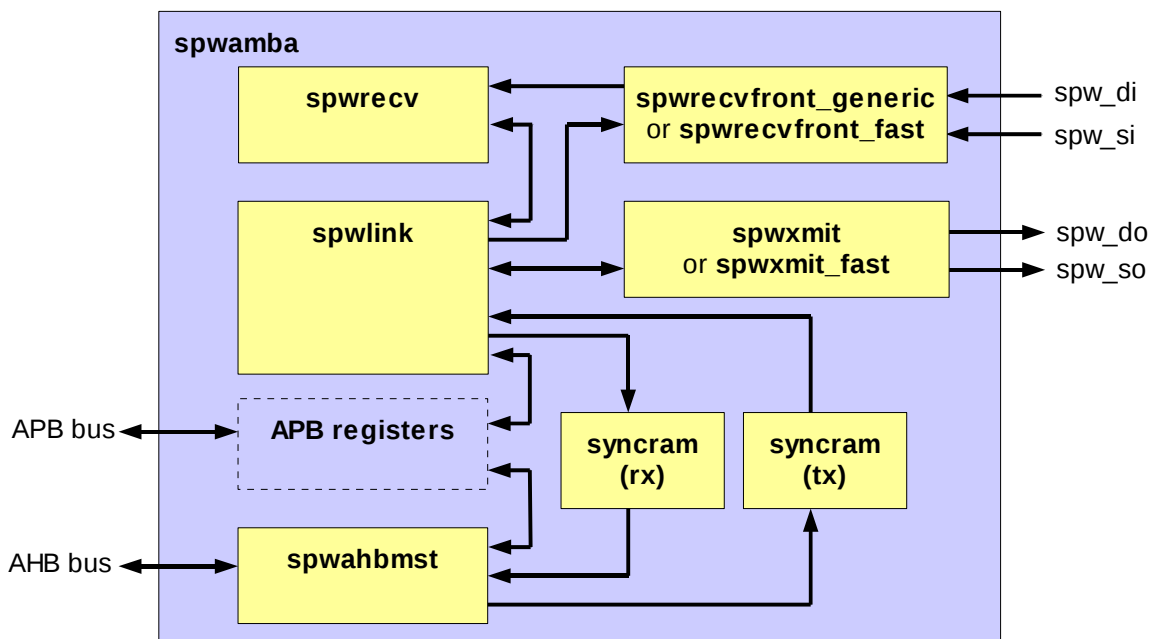 spwamba
spwrecv
spwrecvfront_generic
or spwrecvfront_fast
spw_di
spw_si
spwlink
spwxmit
or spwxmit_fast
spw_do
spw_so
APB bus
APB registers
syncram
(rx)
syncram
(tx)
AHB bus
spwahbmst